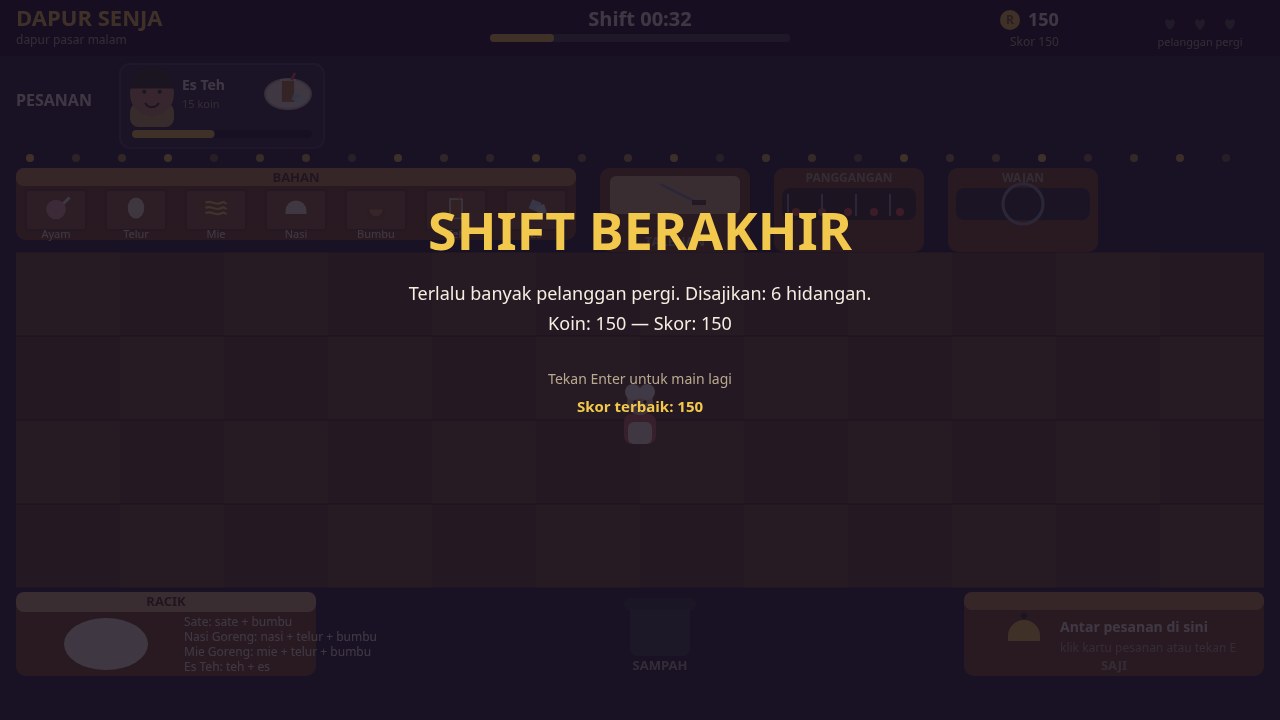 DAPUR SENJA
dapur pasar malam
Shift 00:32
R 150
Skor 150
pelanggan pergi
PESANAN
Es Teh
15 koin
BAHAN
PANGGANGAN
WAJAN
Ayam
Telur
Mie
Nasi
Bumbu
SHIFT BERAKHIR
Terlalu banyak pelanggan pergi. Disajikan: 6 hidangan.
Koin: 150 — Skor: 150
Tekan Enter untuk main lagi
Skor terbaik: 150
RACIK
Sate: sate + bumbu
Nasi Goreng: nasi + telur + bumbu
Mie Goreng: mie + telur + bumbu
Es Teh: teh + es
SAMPAH
Antar pesanan di sini
klik kartu pesanan atau tekan E
SAJI